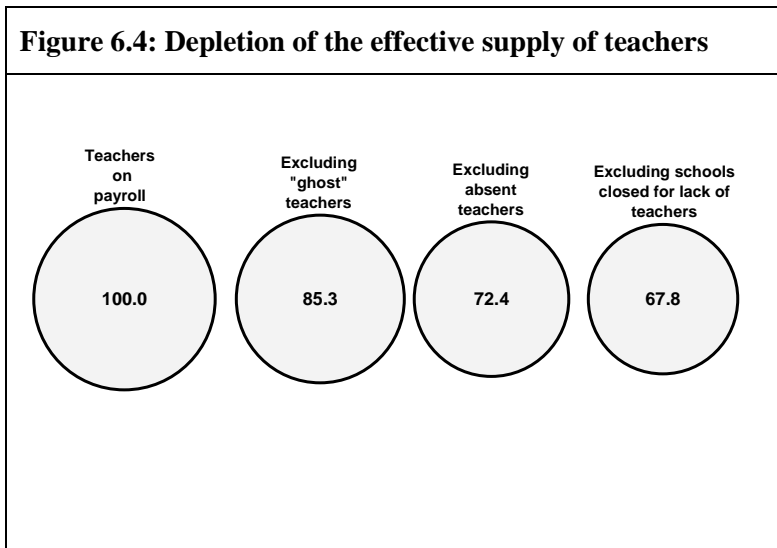 Figure 6.4: Depletion of the effective supply of teachers
Teachers
on
payroll
100.0
Excluding
"ghost"
teachers
85.3
Excluding
absent
teachers
72.4
Excluding schools
closed for lack of
teachers
67.8